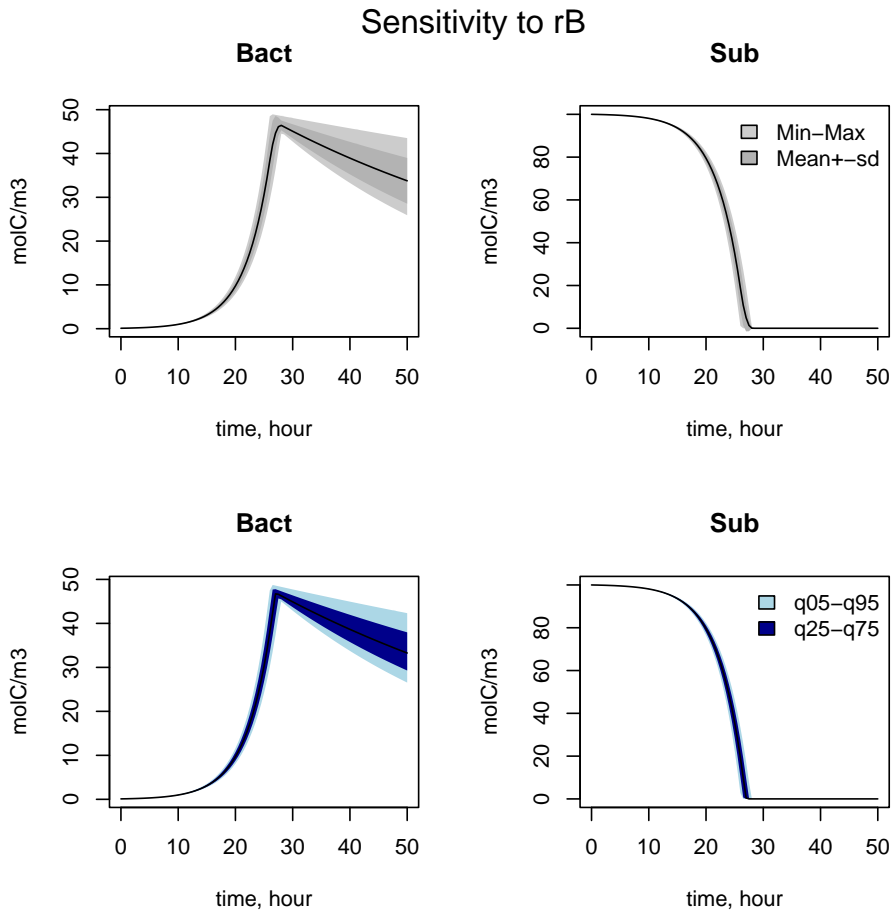 Sensitivity to rB
Bact
Sub
molC/m3
0 10 20 30 40 50
0 10 20 30 40 50
time, hour
molC/m3
0 20 40 60 80
Min−Max
Mean+−sd
0 10 20 30 40 50
time, hour
Bact
Sub
molC/m3
0 10 20 30 40 50
0 10 20 30 40 50
time, hour
molC/m3
0 20 40 60 80
q05−q95
q25−q75
0 10 20 30 40 50
time, hour